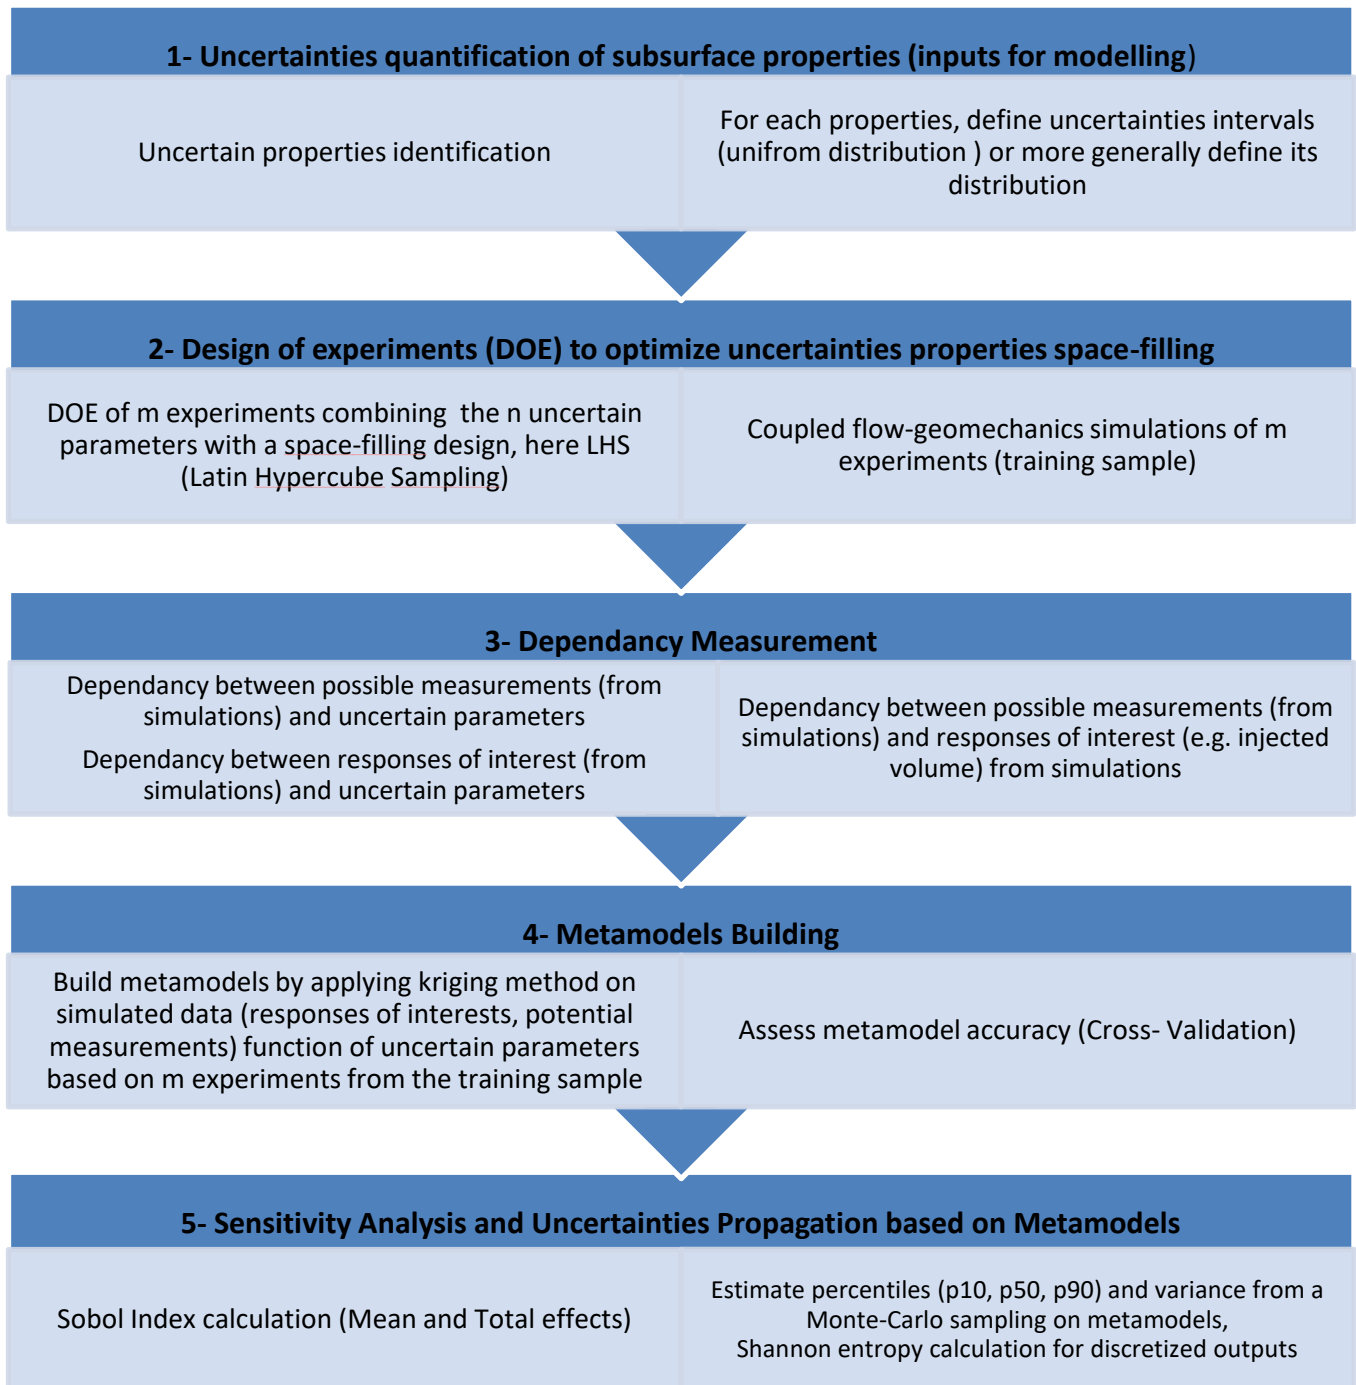 1- Uncertainties quantification of subsurface properties (inputs for modelling)
Uncertain properties identification
For each properties, define uncertainties intervals
(unifrom distribution ) or more generally define its
distribution
2- Design of experiments (DOE) to optimize uncertainties properties space-filling
DOE of m experiments combining  the n uncertain
parameters with a space-filling design, here LHS
(Latin Hypercube Sampling)
Coupled flow-geomechanics simulations of m
experiments (training sample)
3- Dependancy Measurement
Dependancy between possible measurements (from
simulations) and uncertain parameters
Dependancy between responses of interest (from
simulations) and uncertain parameters
Dependancy between possible measurements (from
simulations) and responses of interest (e.g. injected
volume) from simulations
4- Metamodels Building
Build metamodels by applying kriging method on
simulated data (responses of interests, potential
measurements) function of uncertain parameters
based on m experiments from the training sample
Assess metamodel accuracy (Cross- Validation)
5- Sensitivity Analysis and Uncertainties Propagation based on Metamodels
Sobol Index calculation (Mean and Total effects)
Estimate percentiles (p10, p50, p90) and variance from a
Monte-Carlo sampling on metamodels,
Shannon entropy calculation for discretized outputs